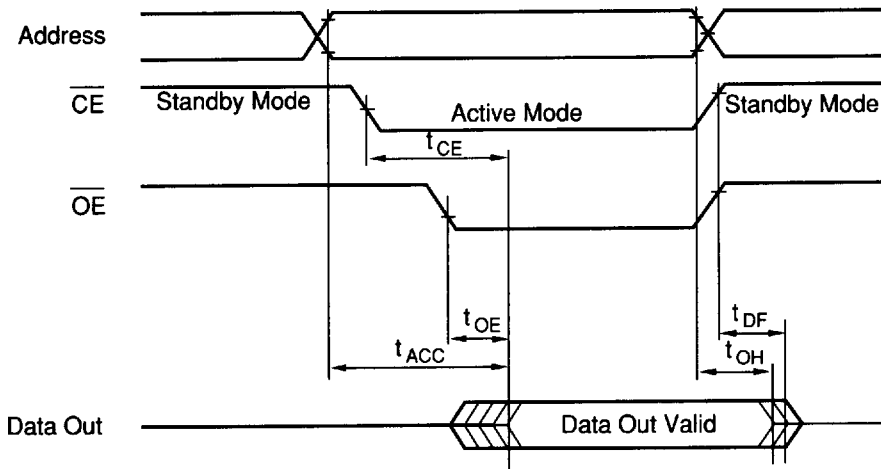 Address
CE
Standby Mode
Active Mode
Standby Mode
tCE
OE
tOE
tDF
tACC
tOH
Data Out
Data Out Valid